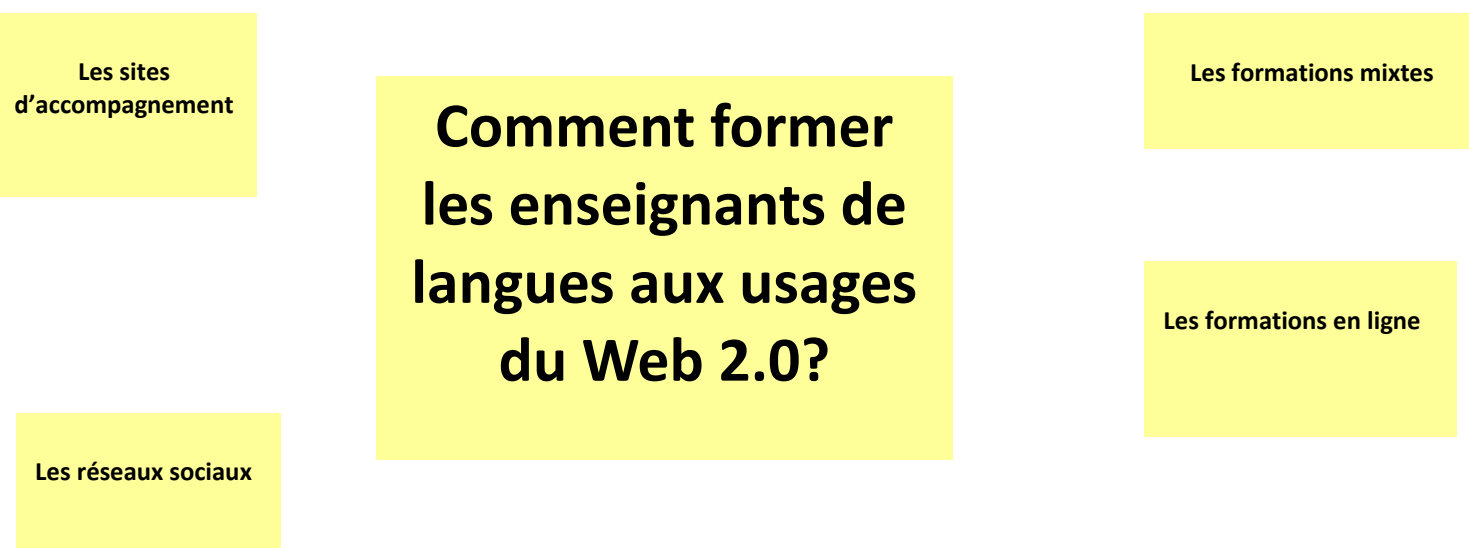 Les sites
d’accompagnement
Comment former
les enseignants de
langues aux usages
du Web 2.0?
Les formations mixtes
Les formations en ligne
Les réseaux sociaux